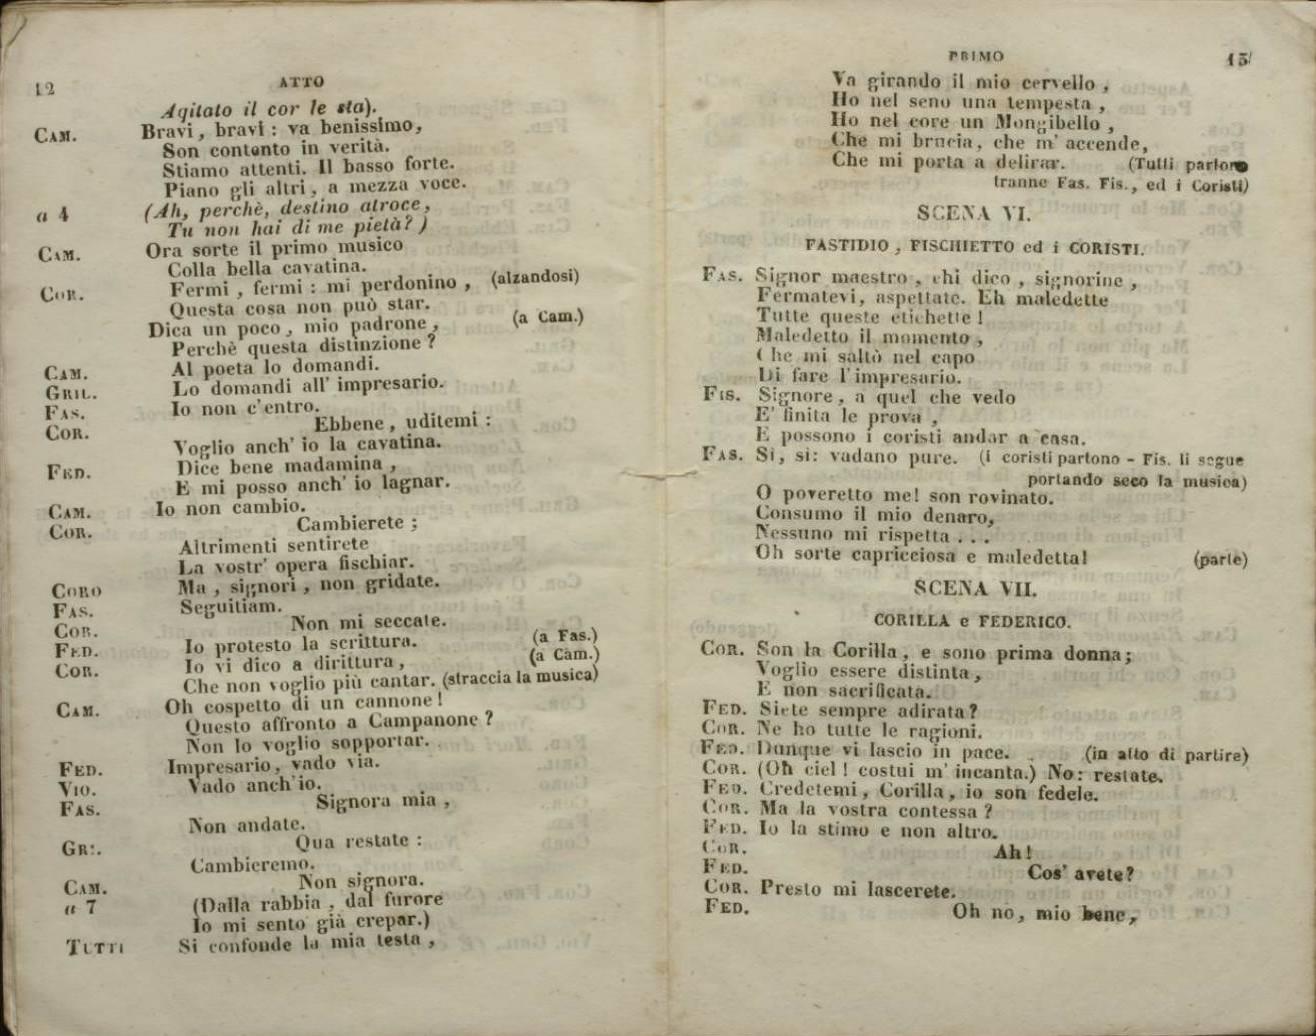 12
ATTO
Agitato il cor le sta).
CAM. Bravi, bravi: va benissimo,
Son contento in verità.
Stiamo attenti. Il basso forte.
Piano gli altri, a mezza voce.
a 4 (Ah, perchè, destino atroce,
Tu non hai di me pietà?)
CAM. Ora sorte il primo musico
Colla bella cavatina.
COR. Fermi, fermi: mi perdonino, (alzandosi)
Questa cosa non può star.
Dica un poco, mio padrone, (a Cam.)
Perchè questa distinzione?
CAM. Al poeta lo domandi.
GRIL. Lo domandi all' impresario.
FAS. Io non c'entro.
COR. Ebbene, uditemi:
Voglio anch' io la cavatina.
FED. Dice bene madamina,
E mi posso anch' io lagnar.
CAM. Io non cambio.
COR. Cambierete;
Altrimenti sentirete
La vostr' opera fischiar.
CORO Ma, signori, non gridate.
FAS. Seguitiam.
COR. Non mi seccate.
FED. Io protesto la scrittura. (a Fas.)
COR. Io vi dico a dirittura, (a Cam.)
Che non voglio più cantar. (straccia la musica)
CAM. Oh cospetto di un cannone!
Questo affronto a Campanone?
Non lo voglio sopportar.
FED. Impresario, vado via.
VIO. Vado anch'io.
FAS. Signora mia,
Non andate.
GRI. Qua restate:
Cambieremo.
CAM. Non signora.
a 7 (Dalla rabbia, dal furore
Io mi sento già crepar.)
TUTTI Si confonde la mia testa,
PRIMO
13
Va girando il mio cervello,
Ho nel seno una tempesta,
Ho nel core un Mongibello,
Che mi brucia, che m' accende,
Che mi porta a delirar. (Tutti partono
tranne Fas. Fis., ed i Coristi)
SCENA VI.
FASTIDIO, FISCHIETTO ed i CORISTI.
FAS. Signor maestro, chi dico, signorine,
Fermatevi, aspettate. Eh maledette
Tutte queste etichette!
Maledetto il momento,
Che mi saltò nel capo
Di fare l'impresario.
FIS. Signore, a quel che vedo
E' finita le prova,
E possono i coristi andar a casa.
FAS. Sì, sì: vadano pure. (i coristi partono - Fis. li segue
portando seco la musica)
O poveretto me! son rovinato.
Consumo il mio denaro,
Nessuno mi rispetta...
Oh sorte capricciosa e maledetta! (parte)
SCENA VII.
CORILLA e FEDERICO.
COR. Son la Corilla, e sono prima donna;
Voglio essere distinta,
E non sacrificata.
FED. Siete sempre adirata?
COR. Ne ho tutte le ragioni.
FED. Dunque vi lascio in pace. (in atto di partire)
COR. (Oh ciel! costui m' incanta.) No: restate.
FED. Credetemi, Corilla, io son fedele.
COR. Ma la vostra contessa?
FED. Io la stimo e non altro.
COR. Ah!
FED. Cos' avete?
COR. Presto mi lascerete.
FED. Oh no, mio bene,